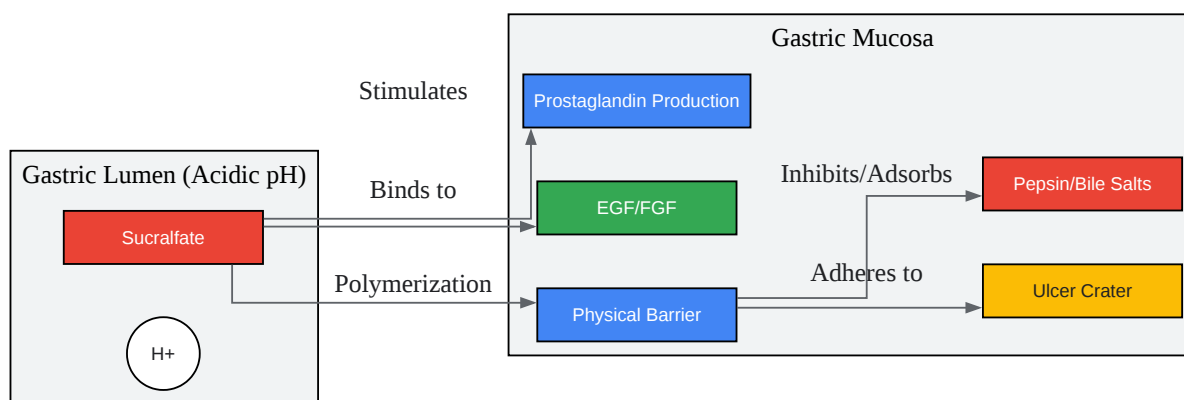 Gastric Mucosa
Stimulates
Prostaglandin Production
Gastric Lumen (Acidic pH)
Binds to
EGF/FGF
Inhibits/Adsorbs
Pepsin/Bile Salts
Sucralfate
Polymerization
Physical Barrier
Adheres to
Ulcer Crater
H+